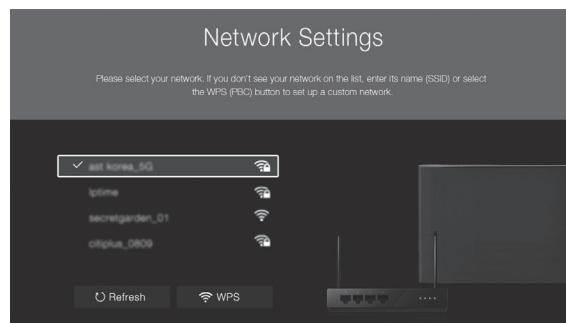 Network Settings
Please select your network. If you don't see your network on the list, enter its name (SSID) or select
the WPS (PBC) button to set up a custom network.
ast korea_5G
iptime
secretgarden_01
citiplus_0809
Refresh
WPS